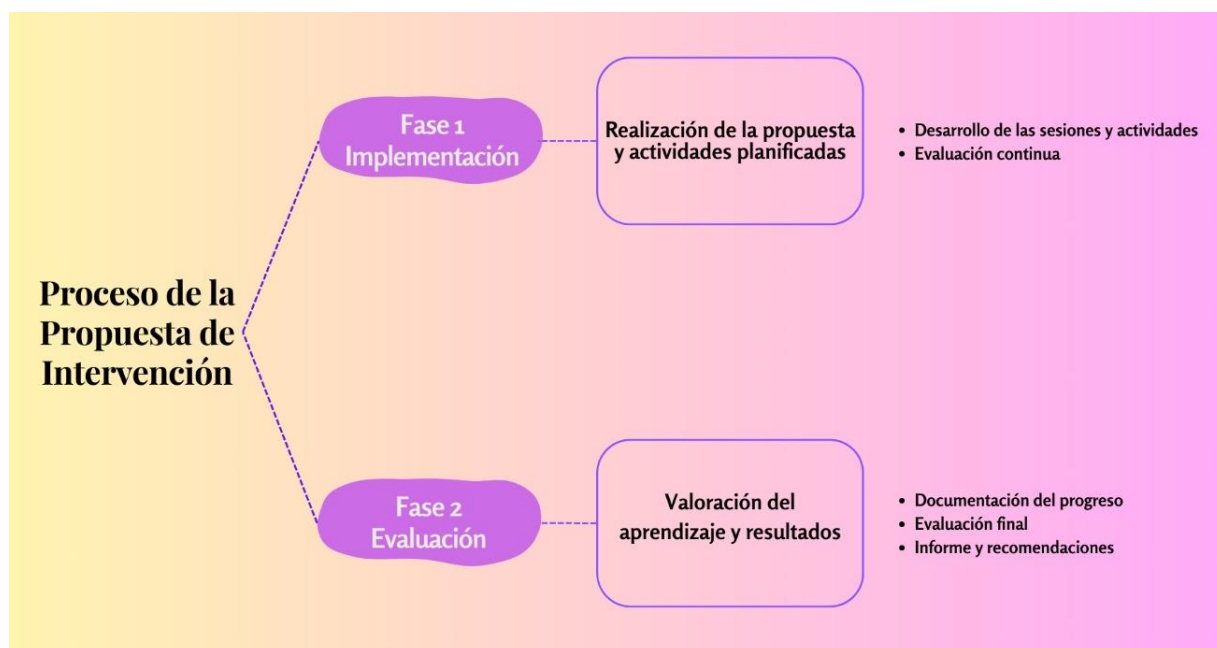 Proceso de la
Propuesta de
Intervención
Fase 1
Implementación
Realización de la propuesta
y actividades planificadas
• Desarrollo de las sesiones y actividades
• Evaluación continua
Fase 2
Evaluación
Valoración del
aprendizaje y resultados
• Documentación del progreso
• Evaluación final
• Informe y recomendaciones